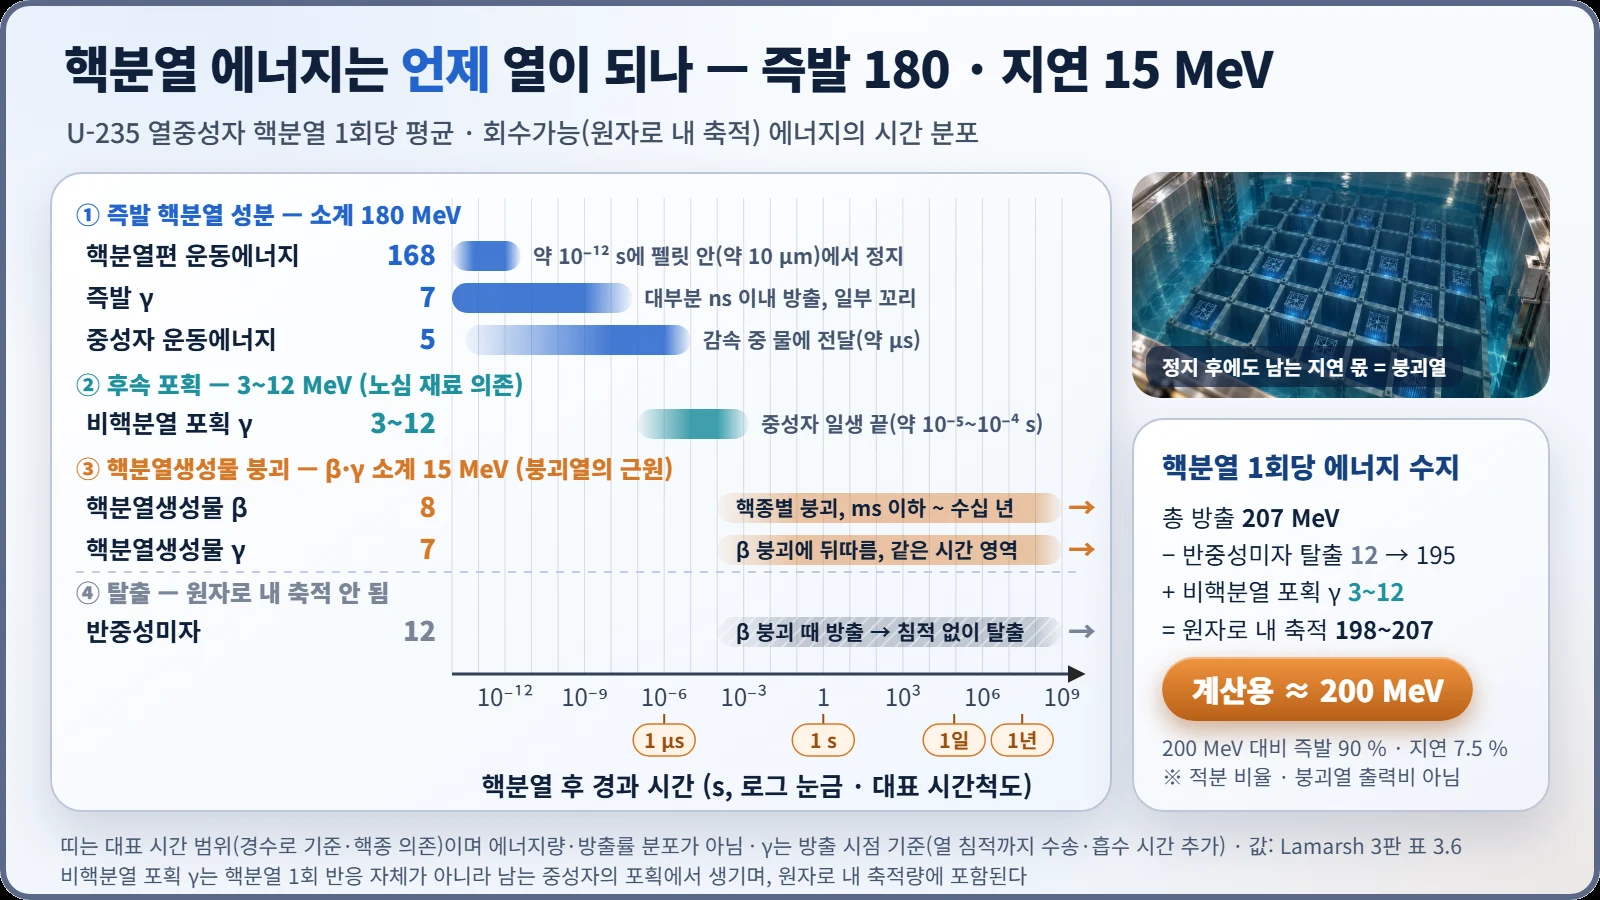 핵분열 에너지는 언제 열이 되나 — 즉발 180 · 지연 15 MeV
U-235 열중성자 핵분열 1회당 평균 · 회수가능(원자로 내 축적) 에너지의 시간 분포
① 즉발 핵분열 성분 — 소계 180 MeV
핵분열편 운동에너지 168 약 10⁻¹² s에 펠릿 안(약 10 μm)에서 정지
즉발 γ 7 대부분 ns 이내 방출, 일부 꼬리
중성자 운동에너지 5 감속 중 물에 전달(약 μs)
② 후속 포획 — 3~12 MeV (노심 재료 의존)
비핵분열 포획 γ 3~12 중성자 일생 끝(약 10⁻⁵~10⁻⁴ s)
③ 핵분열생성물 붕괴 — β·γ 소계 15 MeV (붕괴열의 근원)
핵분열생성물 β 8 핵종별 붕괴, ms 이하 ~ 수십 년 →
핵분열생성물 γ 7 β 붕괴에 뒤따름, 같은 시간 영역 →
④ 탈출 — 원자로 내 축적 안 됨
반중성미자 12 β 붕괴 때 방출 → 침적 없이 탈출 →
10⁻¹² 10⁻⁹ 10⁻⁶ 10⁻³ 1 10³ 10⁶ 10⁹
1 μs 1 s 1일 1년
핵분열 후 경과 시간 (s, 로그 눈금 · 대표 시간척도)
정지 후에도 남는 지연 몫 = 붕괴열
핵분열 1회당 에너지 수지
총 방출 207 MeV
− 반중성미자 탈출 12 → 195
+ 비핵분열 포획 γ 3~12
= 원자로 내 축적 198~207
계산용 ≈ 200 MeV
200 MeV 대비 즉발 90 % · 지연 7.5 %
※ 적분 비율 · 붕괴열 출력비 아님
띠는 대표 시간 범위(경수로 기준·핵종 의존)이며 에너지량·방출률 분포가 아님 · γ는 방출 시점 기준(열 침적까지 수송·흡수 시간 추가) · 값: Lamarsh 3판 표 3.6
비핵분열 포획 γ는 핵분열 1회 반응 자체가 아니라 남는 중성자의 포획에서 생기며, 원자로 내 축적량에 포함된다